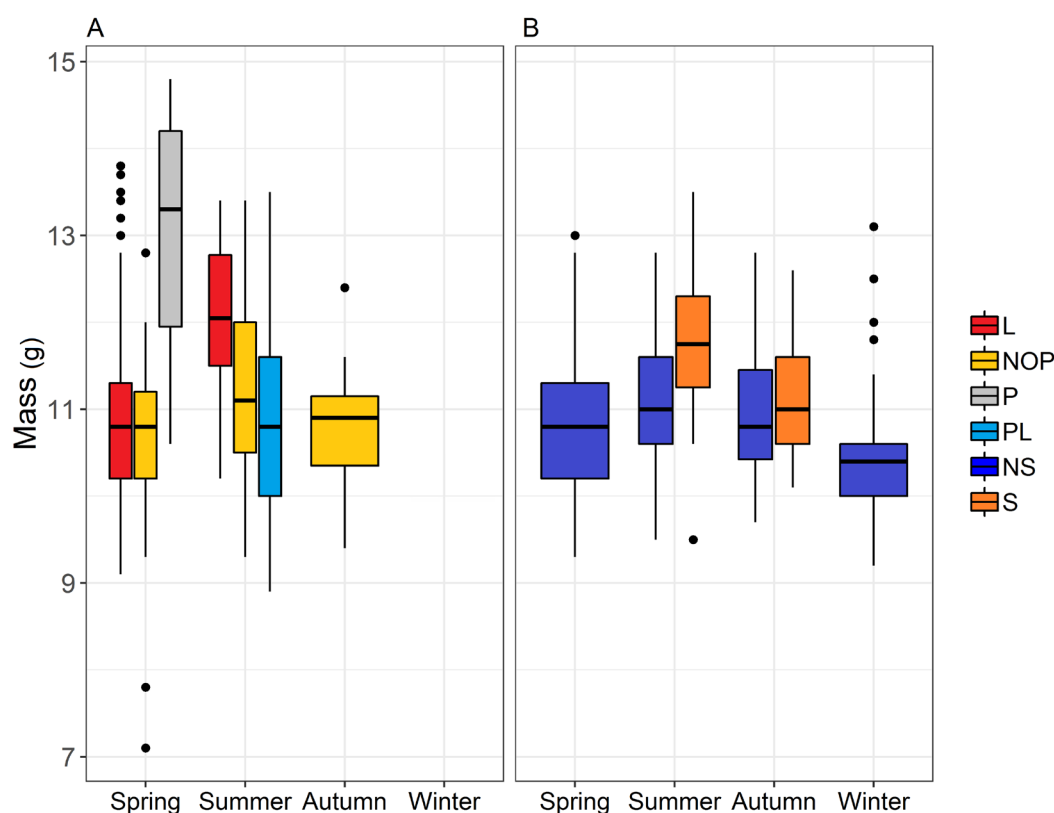 A
B
15
13
11
9
7
Mass (g)
Spring Summer Autumn Winter
Spring Summer Autumn Winter
L
NOP
P
PL
NS
S